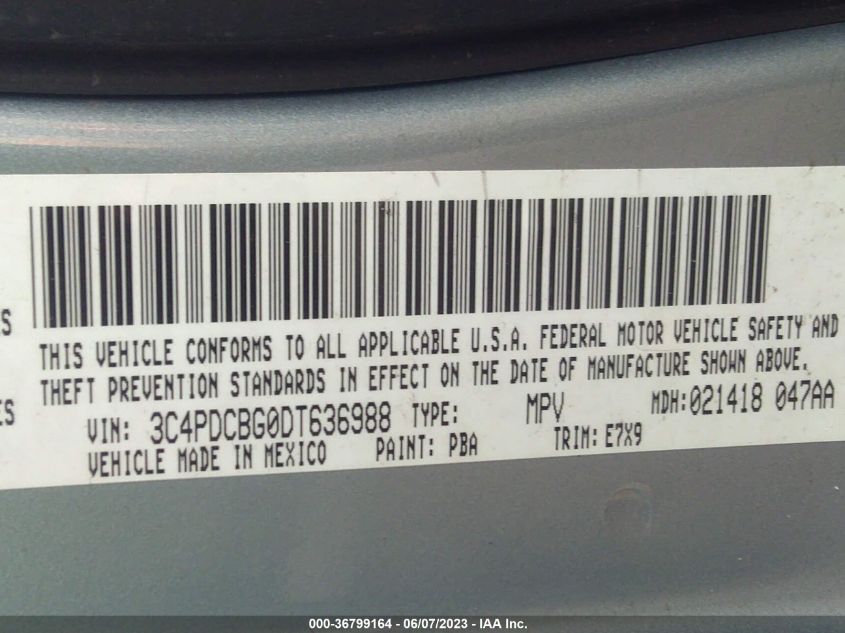 ES
THIS VEHICLE CONFORMS TO ALL APPLICABLE U.S.A. FEDERAL MOTOR VEHICLE SAFETY AND
THEFT PREVENTION STANDARDS IN EFFECT ON THE DATE OF MANUFACTURE SHOWN ABOVE.
ES
VIN: 3C4PDCBG0DT636988 TYPE: MPV MDH:021418 047AA
VEHICLE MADE IN MEXICO PAINT: PBA TRIM: E7X9
000-36799164 - 06/07/2023 - IAA Inc.